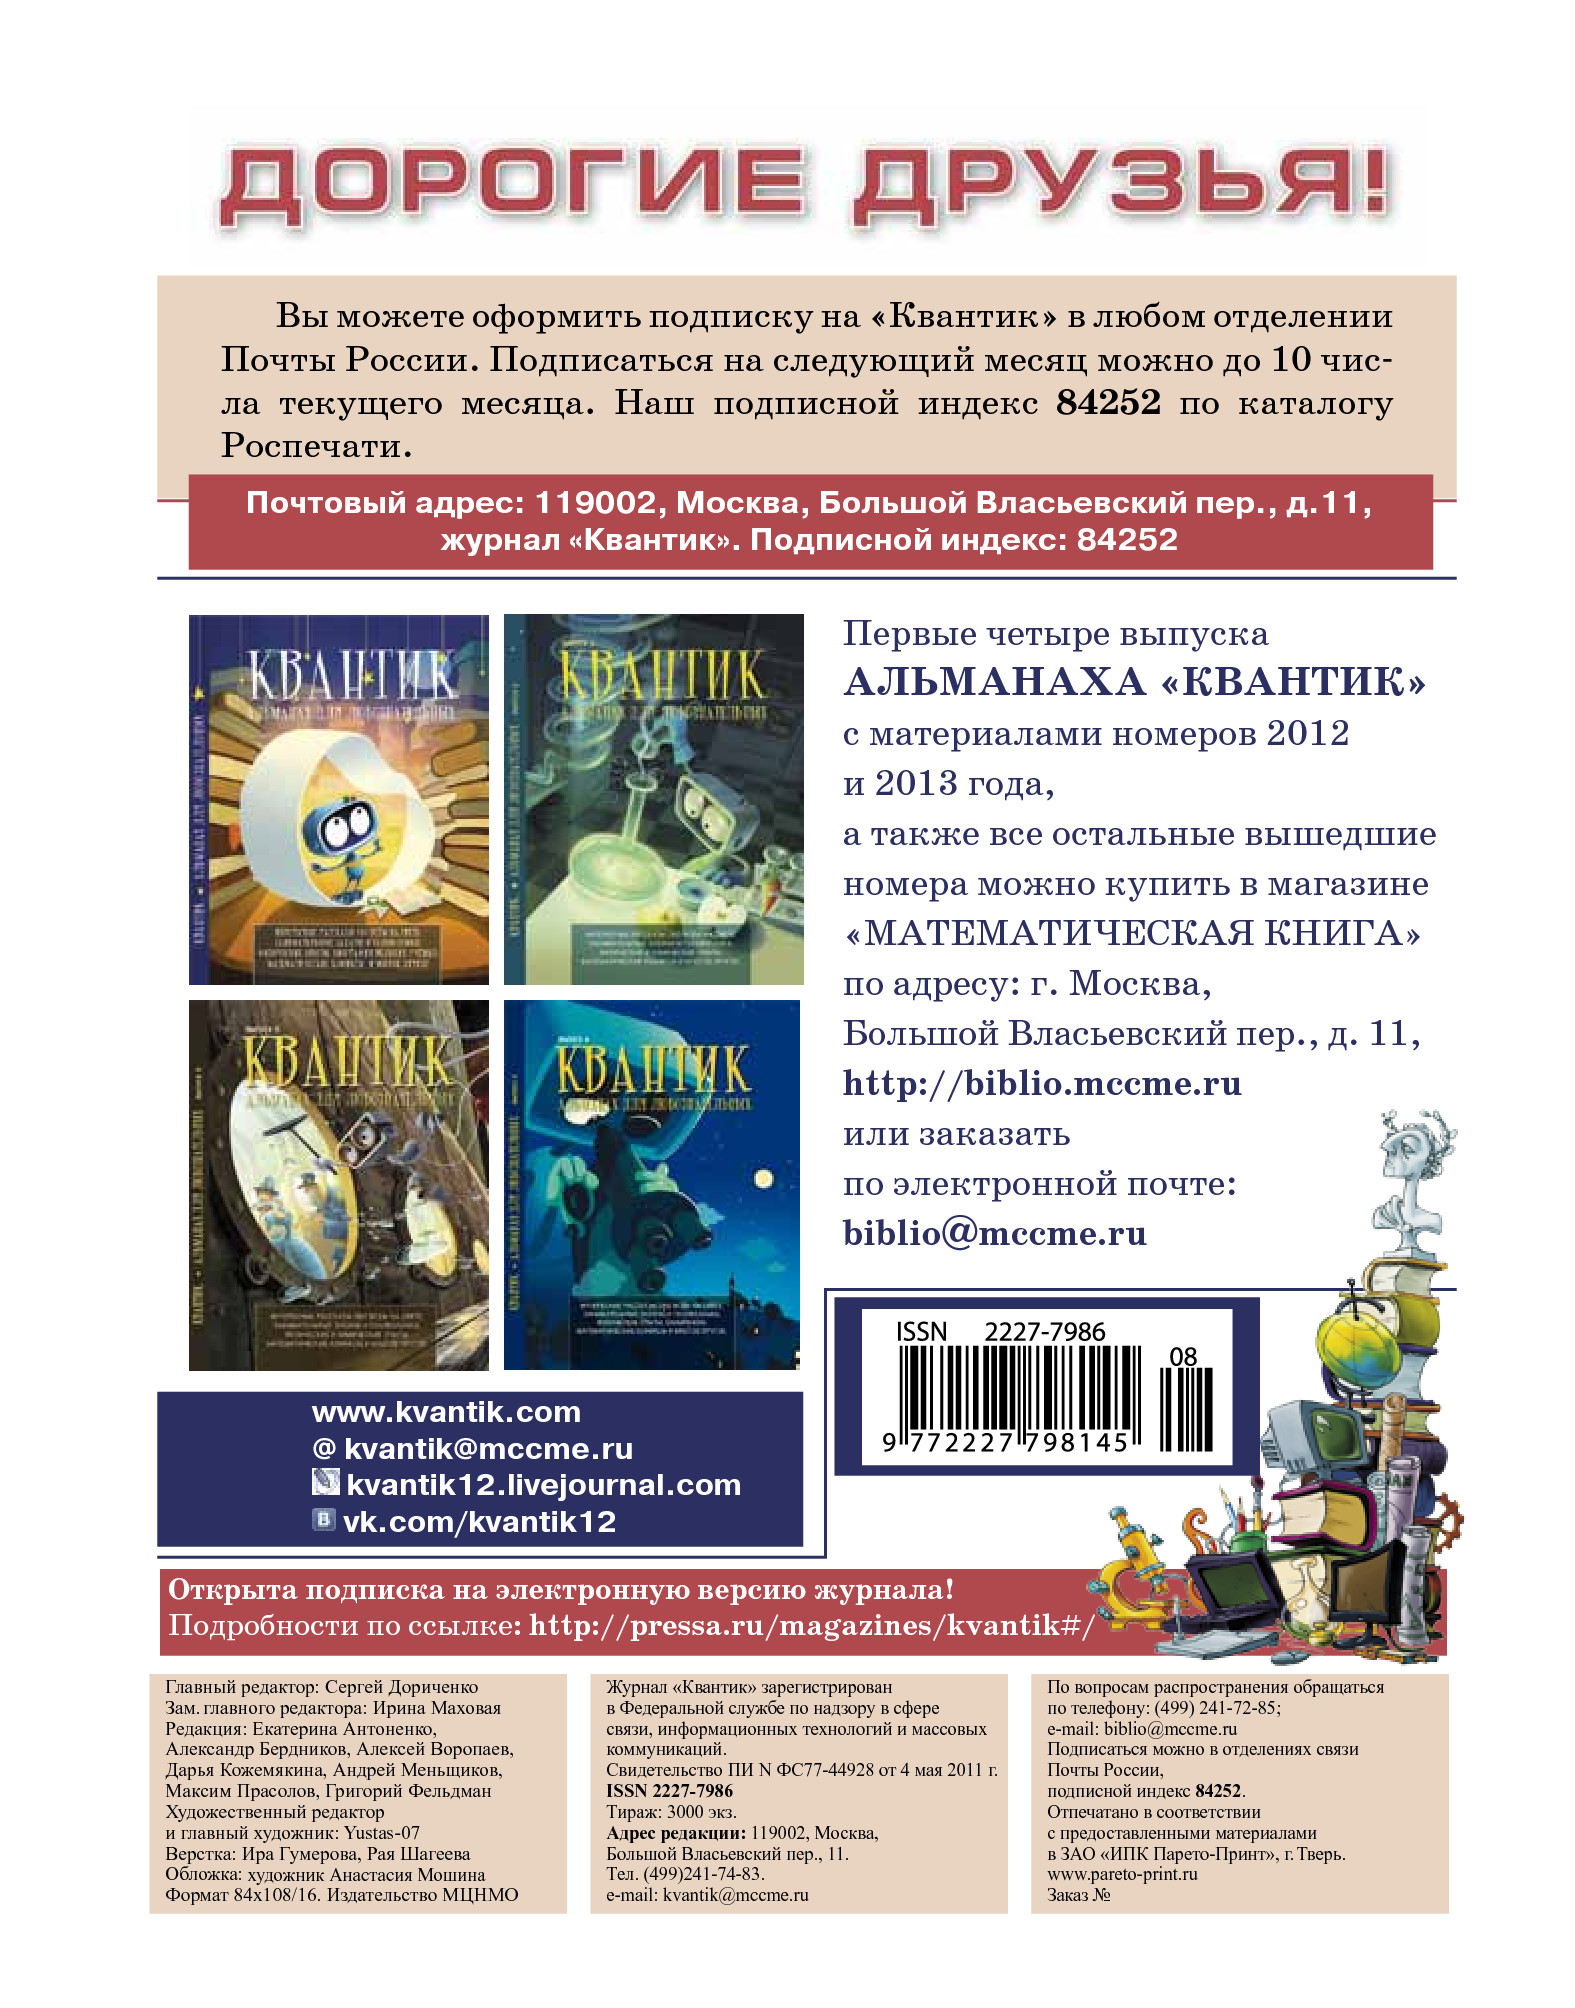 ДОРОГИЕ ДРУЗЬЯ!
Вы можете оформить подписку на «Квантик» в любом отделении
Почты России. Подписаться на следующий месяц можно до 10 чис-
ла текущего месяца. Наш подписной индекс 84252 по каталогу
Роспечати.
Почтовый адрес: 119002, Москва, Большой Власьевский пер., д.11,
журнал «Квантик». Подписной индекс: 84252
КВАНТИК
КВАНТИК
КВАНТИК
КВАНТИК
Первые четыре выпуска
АЛЬМАНАХА «КВАНТИК»
с материалами номеров 2012
и 2013 года,
а также все остальные вышедшие
номера можно купить в магазине
«МАТЕМАТИЧЕСКАЯ КНИГА»
по адресу: г. Москва,
Большой Власьевский пер., д. 11,
http://biblio.mccme.ru
или заказать
по электронной почте:
biblio@mccme.ru
ISSN 2227-7986
08
9 772227 798145
www.kvantik.com
@ kvantik@mccme.ru
kvantik12.livejournal.com
B vk.com/kvantik12
Открыта подписка на электронную версию журнала!
Подробности по ссылке: http://pressa.ru/magazines/kvantik#/
Главный редактор: Сергей Дориченко
Зам. главного редактора: Ирина Маховая
Редакция: Екатерина Антоненко,
Александр Бердников, Алексей Воропаев,
Дарья Кожемякина, Андрей Меньщиков,
Максим Прасолов, Григорий Фельдман
Художественный редактор
и главный художник: Yustas-07
Верстка: Ира Гумерова, Рая Шагеева
Обложка: художник Анастасия Мошина
Формат 84х108/16. Издательство МЦНМО
Журнал «Квантик» зарегистрирован
в Федеральной службе по надзору в сфере
связи, информационных технологий и массовых
коммуникаций.
Свидетельство ПИ N ФС77-44928 от 4 мая 2011 г.
ISSN 2227-7986
Тираж: 3000 экз.
Адрес редакции: 119002, Москва,
Большой Власьевский пер., 11.
Тел. (499)241-74-83.
e-mail: kvantik@mccme.ru
По вопросам распространения обращаться
по телефону: (499) 241-72-85;
e-mail: biblio@mccme.ru
Подписаться можно в отделениях связи
Почты России,
подписной индекс 84252.
Отпечатано в соответствии
с предоставленными материалами
в ЗАО «ИПК Парето-Принт», г. Тверь.
www.pareto-print.ru
Заказ №